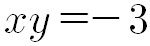 xy = -3